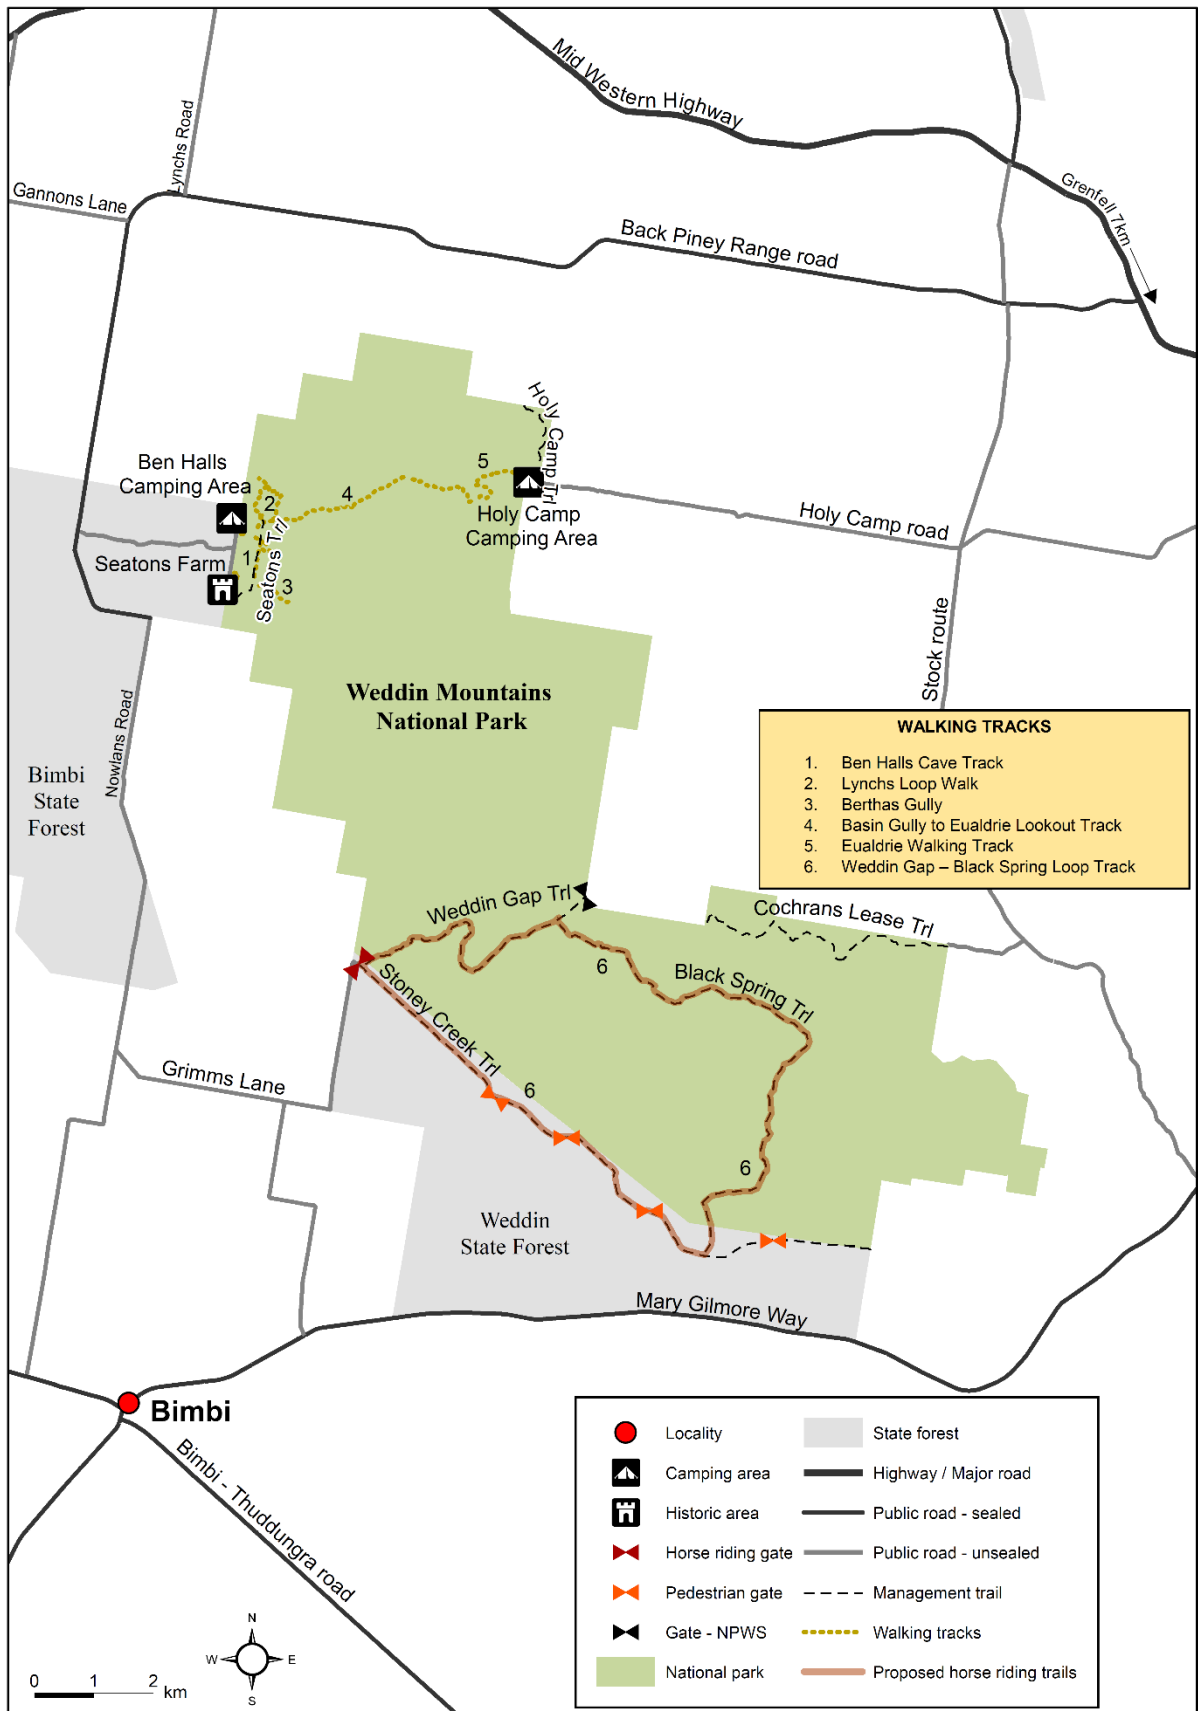 Mid Western Highway
Lynchs Road
Gannons Lane
Grenfell 7km
Back Piney Range road
Holy Camp Trl
Ben Halls
Camping Area
5
2
4
Holy Camp
Camping Area
Holy Camp road
Seatons Farm
1
Seatons Trl
3
Stock route
Weddin Mountains
National Park
Nowlans Road
Bimbi
State
Forest
WALKING TRACKS
1. Ben Halls Cave Track
2. Lynchs Loop Walk
3. Berthas Gully
4. Basin Gully to Eualdrie Lookout Track
5. Eualdrie Walking Track
6. Weddin Gap – Black Spring Loop Track
Weddin Gap Trl
Cochrans Lease Trl
6
Black Spring Trl
Stoney Creek Trl
Grimms Lane
6
6
Weddin
State Forest
Mary Gilmore Way
Bimbi
Bimbi - Thuddungra road
Locality
Camping area
Historic area
Horse riding gate
Pedestrian gate
Gate - NPWS
National park
State forest
Highway / Major road
Public road - sealed
Public road - unsealed
Management trail
Walking tracks
Proposed horse riding trails
N
W E
S
0 1 2
km